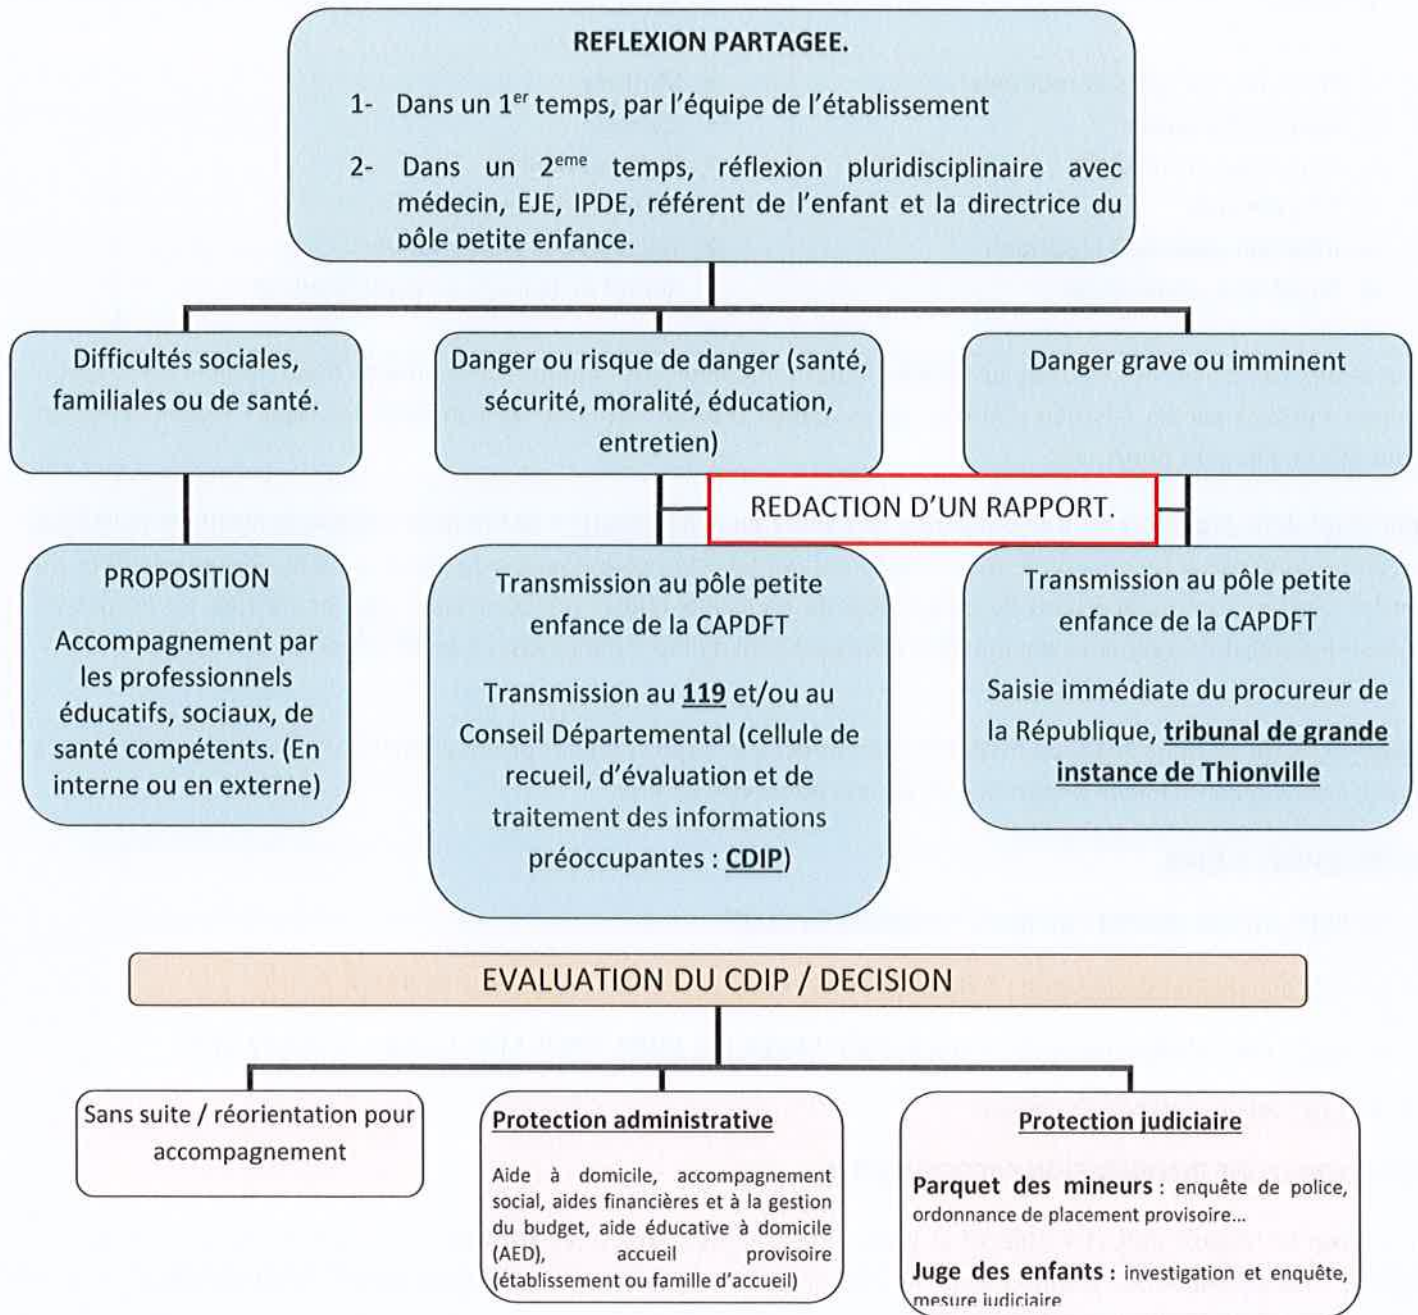 REFLEXION PARTAGEE.
1- Dans un 1er temps, par l'équipe de l'établissement
2- Dans un 2eme temps, réflexion pluridisciplinaire avec
médecin, EJE, IPDE, référent de l'enfant et la directrice du
pôle petite enfance.
Difficultés sociales,
familiales ou de santé.
Danger ou risque de danger (santé,
sécurité, moralité, éducation,
entretien)
Danger grave ou imminent
REDACTION D'UN RAPPORT.
PROPOSITION
Accompagnement par
les professionnels
éducatifs, sociaux, de
santé compétents. (En
interne ou en externe)
Transmission au pôle petite
enfance de la CAPDFT
Transmission au 119 et/ou au
Conseil Départemental (cellule de
recueil, d'évaluation et de
traitement des informations
préoccupantes : CDIP)
Transmission au pôle petite
enfance de la CAPDFT
Saisie immédiate du procureur de
la République, tribunal de grande
instance de Thionville
EVALUATION DU CDIP / DECISION
Sans suite / réorientation pour
accompagnement
Protection administrative
Aide à domicile, accompagnement
social, aides financières et à la gestion
du budget, aide éducative à domicile
(AED), accueil provisoire
(établissement ou famille d'accueil)
Protection judiciaire
Parquet des mineurs : enquête de police,
ordonnance de placement provisoire...
Juge des enfants : investigation et enquête,
mesure judiciaire